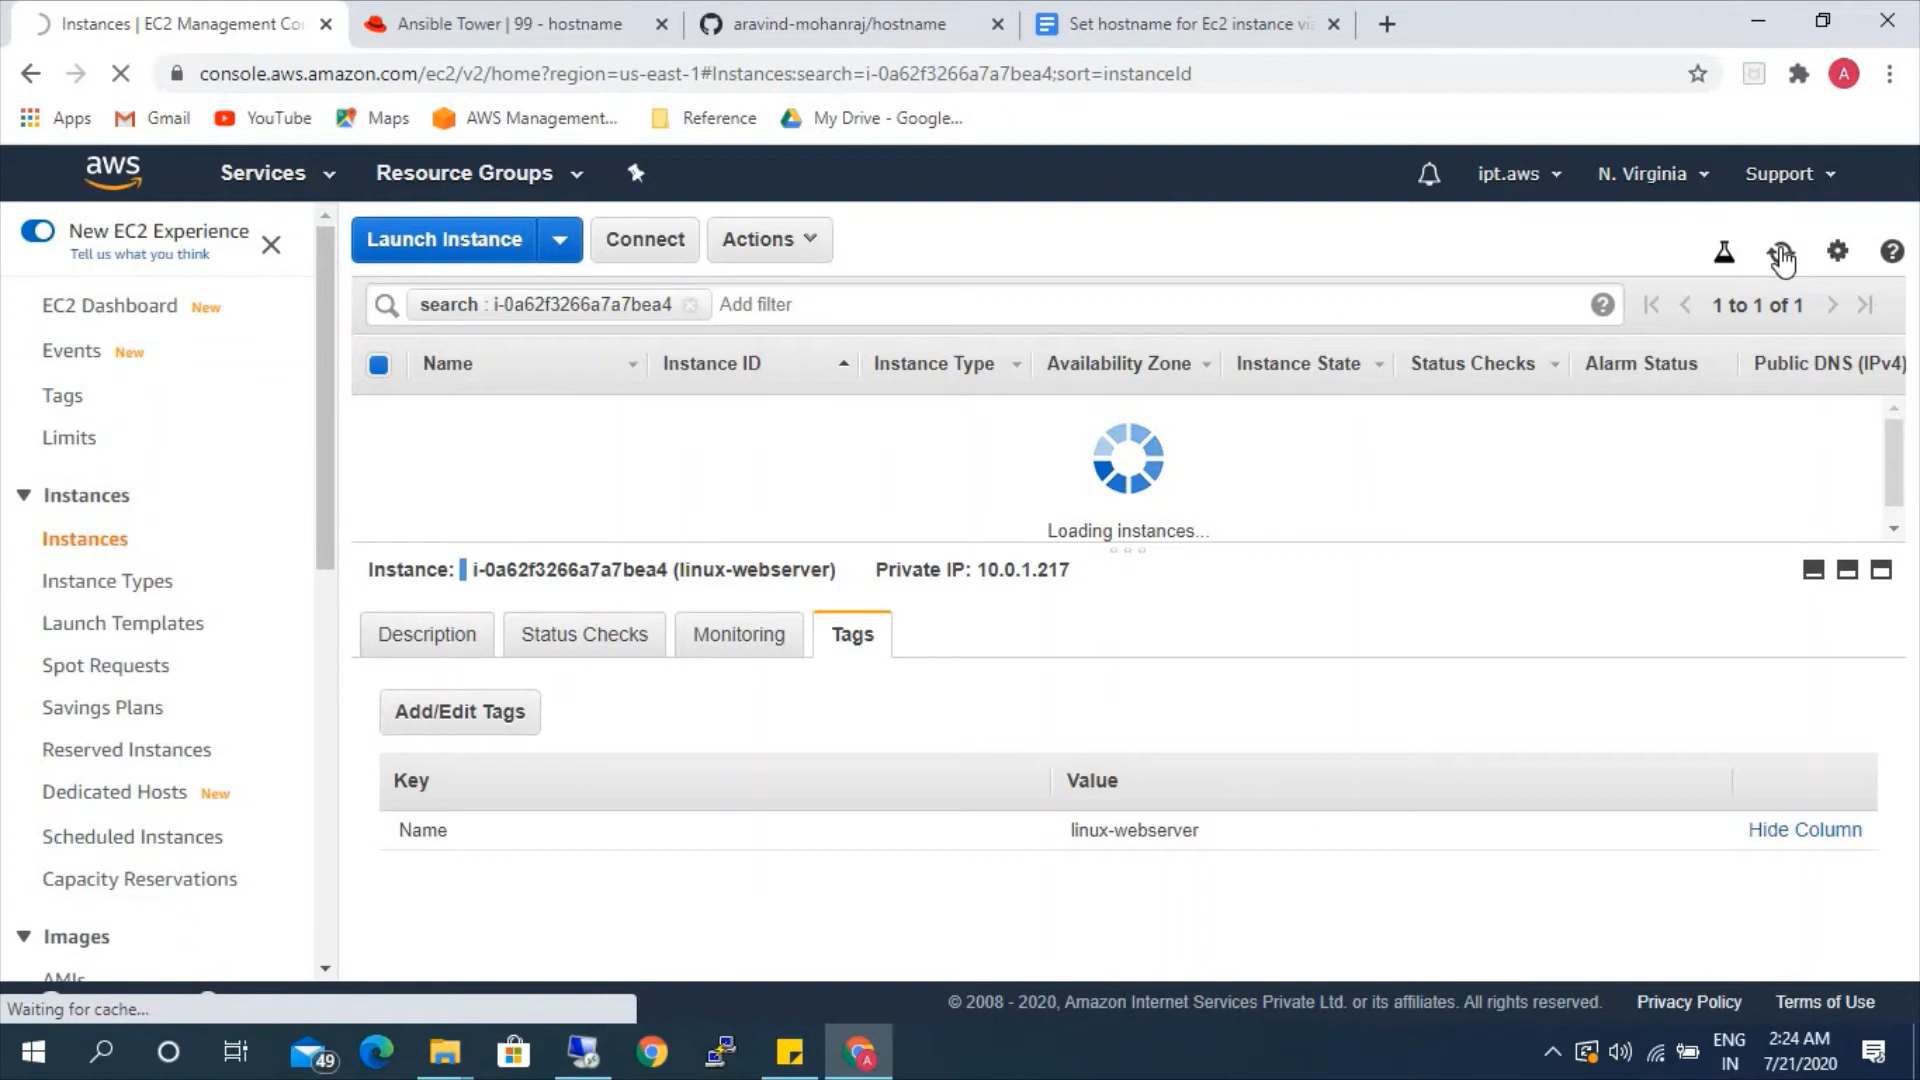 Instances | EC2 Management Co
Ansible Tower | 99 - hostname
aravind-mohanraj/hostname
Set hostname for Ec2 instance vi
console.aws.amazon.com/ec2/v2/home?region=us-east-1#Instances:search=i-0a62f3266a7a7bea4;sort=instanceId
A
Apps
Gmail
YouTube
Maps
AWS Management...
Reference
My Drive - Google...
aws
Services
Resource Groups
ipt.aws
N. Virginia
Support
New EC2 Experience
Tell us what you think
EC2 Dashboard New
Events New
Tags
Limits
Instances
Instances
Instance Types
Launch Templates
Spot Requests
Savings Plans
Reserved Instances
Dedicated Hosts New
Scheduled Instances
Capacity Reservations
Images
AMIs
Launch Instance
Connect
Actions
search : i-0a62f3266a7a7bea4
Add filter
1 to 1 of 1
Name
Instance ID
Instance Type
Availability Zone
Instance State
Status Checks
Alarm Status
Public DNS (IPv4)
Loading instances...
Instance: i-0a62f3266a7a7bea4 (linux-webserver) Private IP: 10.0.1.217
Description
Status Checks
Monitoring
Tags
Add/Edit Tags
Key
Value
Name
linux-webserver
Hide Column
Waiting for cache...
© 2008 - 2020, Amazon Internet Services Private Ltd. or its affiliates. All rights reserved.
Privacy Policy
Terms of Use
49
A
ENG
IN
2:24 AM
7/21/2020